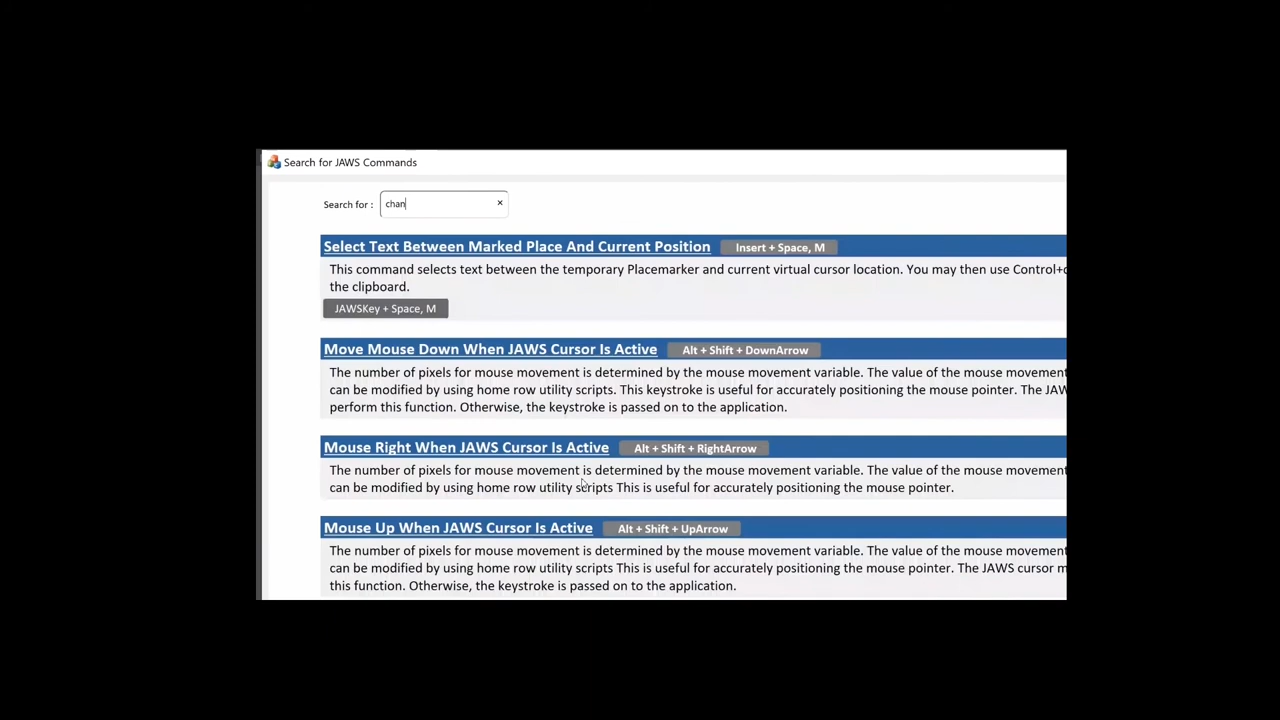 Search for JAWS Commands
Search for : chan ×
Select Text Between Marked Place And Current Position Insert + Space, M
This command selects text between the temporary Placemarker and current virtual cursor location. You may then use Control+c
the clipboard.
JAWSKey + Space, M
Move Mouse Down When JAWS Cursor Is Active Alt + Shift + DownArrow
The number of pixels for mouse movement is determined by the mouse movement variable. The value of the mouse movement
can be modified by using home row utility scripts. This keystroke is useful for accurately positioning the mouse pointer. The JAW
perform this function. Otherwise, the keystroke is passed on to the application.
Mouse Right When JAWS Cursor Is Active Alt + Shift + RightArrow
The number of pixels for mouse movement is determined by the mouse movement variable. The value of the mouse movement
can be modified by using home row utility scripts This is useful for accurately positioning the mouse pointer.
Mouse Up When JAWS Cursor Is Active Alt + Shift + UpArrow
The number of pixels for mouse movement is determined by the mouse movement variable. The value of the mouse movement
can be modified by using home row utility scripts This is useful for accurately positioning the mouse pointer. The JAWS cursor m
this function. Otherwise, the keystroke is passed on to the application.